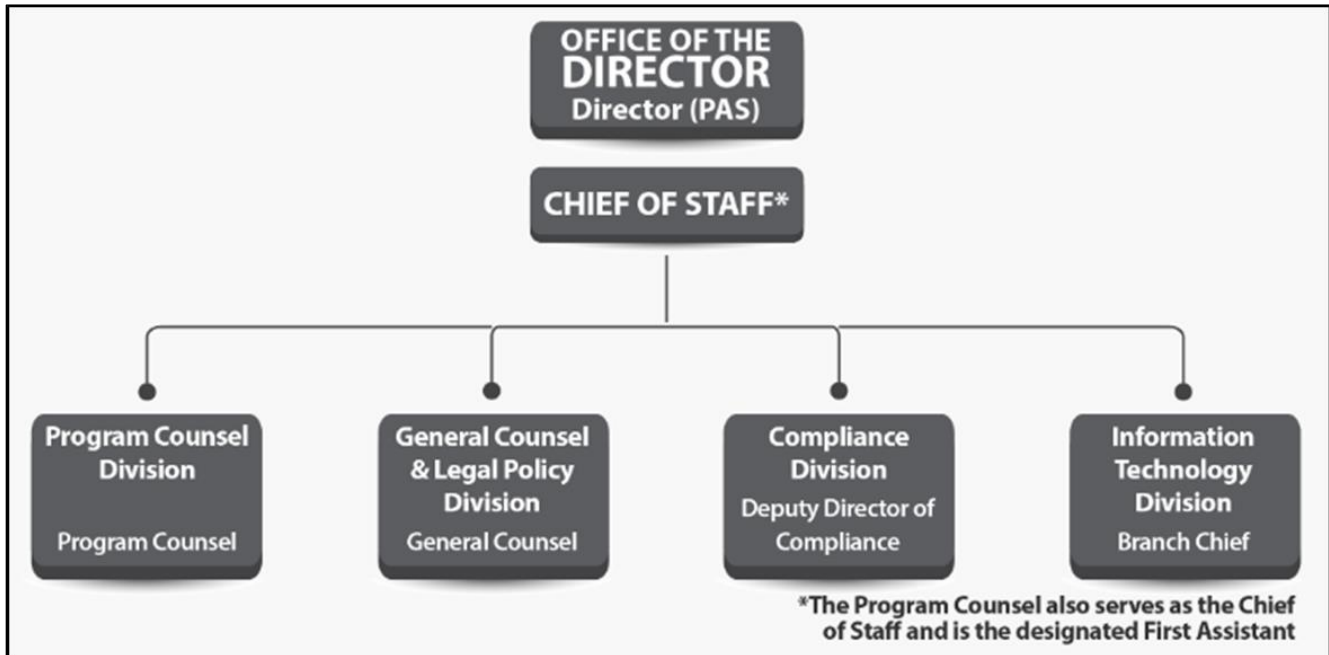 OFFICE OF THE
DIRECTOR
Director (PAS)
CHIEF OF STAFF*
Program Counsel
Division
Program Counsel
General Counsel
& Legal Policy
Division
General Counsel
Compliance
Division
Deputy Director of
Compliance
Information
Technology
Division
Branch Chief
*The Program Counsel also serves as the Chief
of Staff and is the designated First Assistant